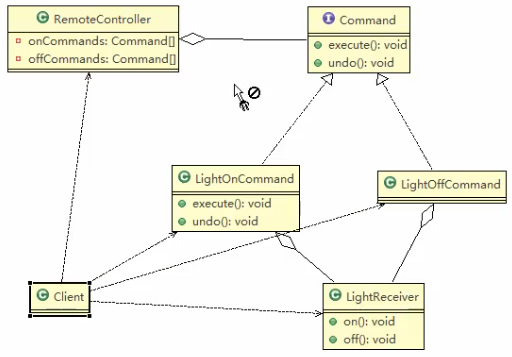 RemoteController
onCommands: Command[]
offCommands: Command[]
Command
execute(): void
undo(): void
LightOnCommand
execute(): void
undo(): void
LightOffCommand
Client
LightReceiver
on(): void
off(): void